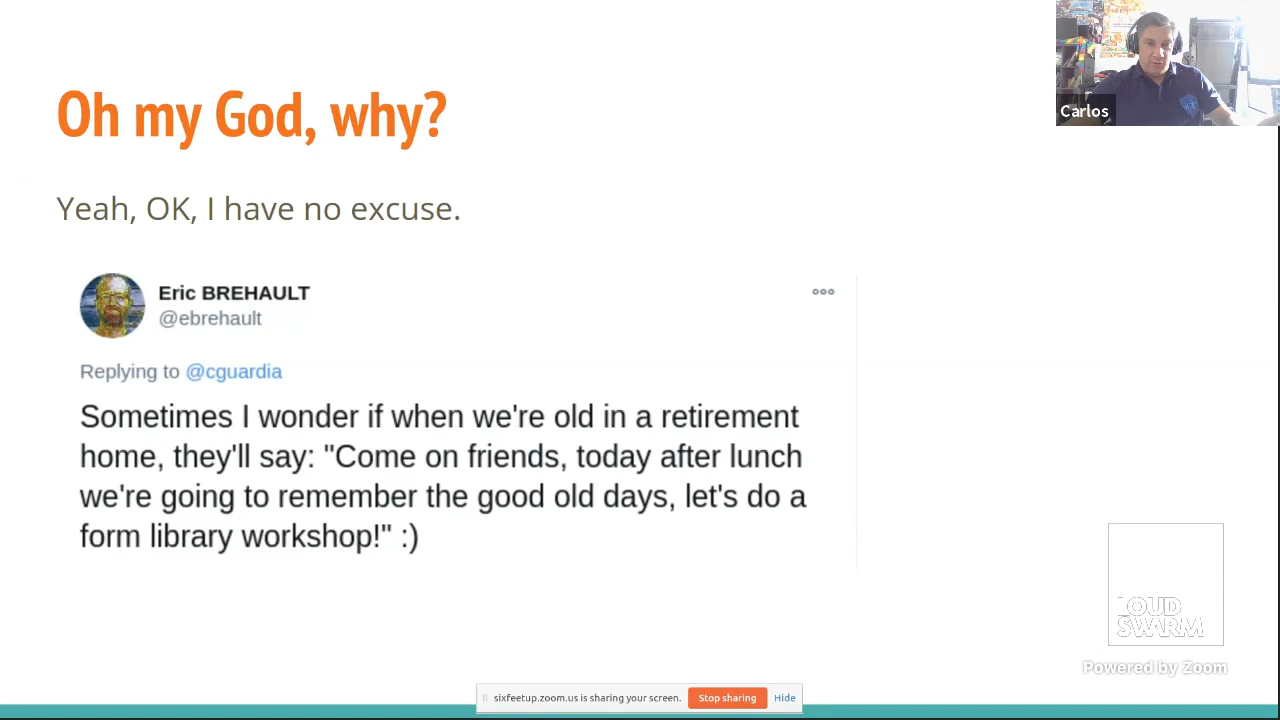 Oh my God, why?
Carlos
Yeah, OK, I have no excuse.
Eric BREHAULT
@ebrehault
Replying to @cguardia
Sometimes I wonder if when we're old in a retirement
home, they'll say: "Come on friends, today after lunch
we're going to remember the good old days, let's do a
form library workshop!" :)
LOUD
SWARM
Powered by Zoom
sixfeetup.zoom.us is sharing your screen. Stop sharing Hide